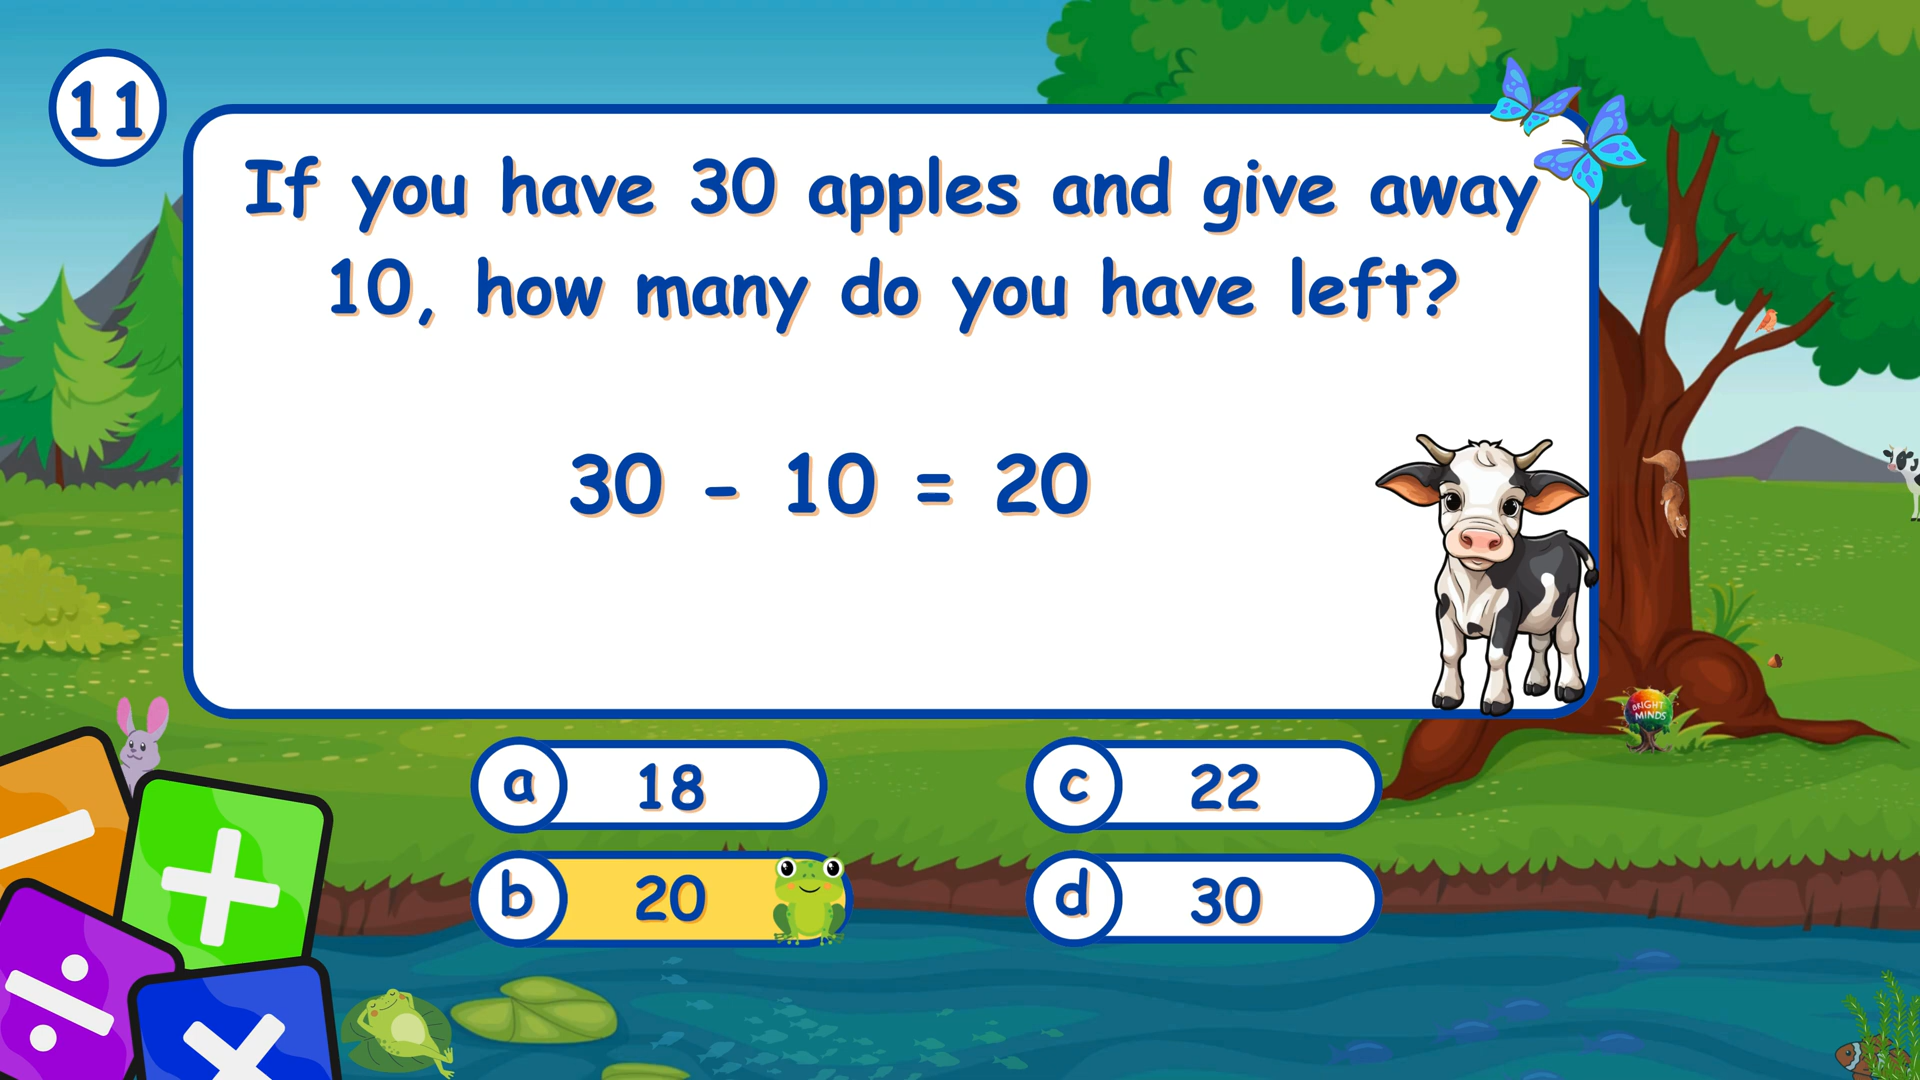 11
If you have 30 apples and give away
10, how many do you have left?
30 - 10 = 20
a 18
c 22
b 20
d 30
BRIGHT
MINDS